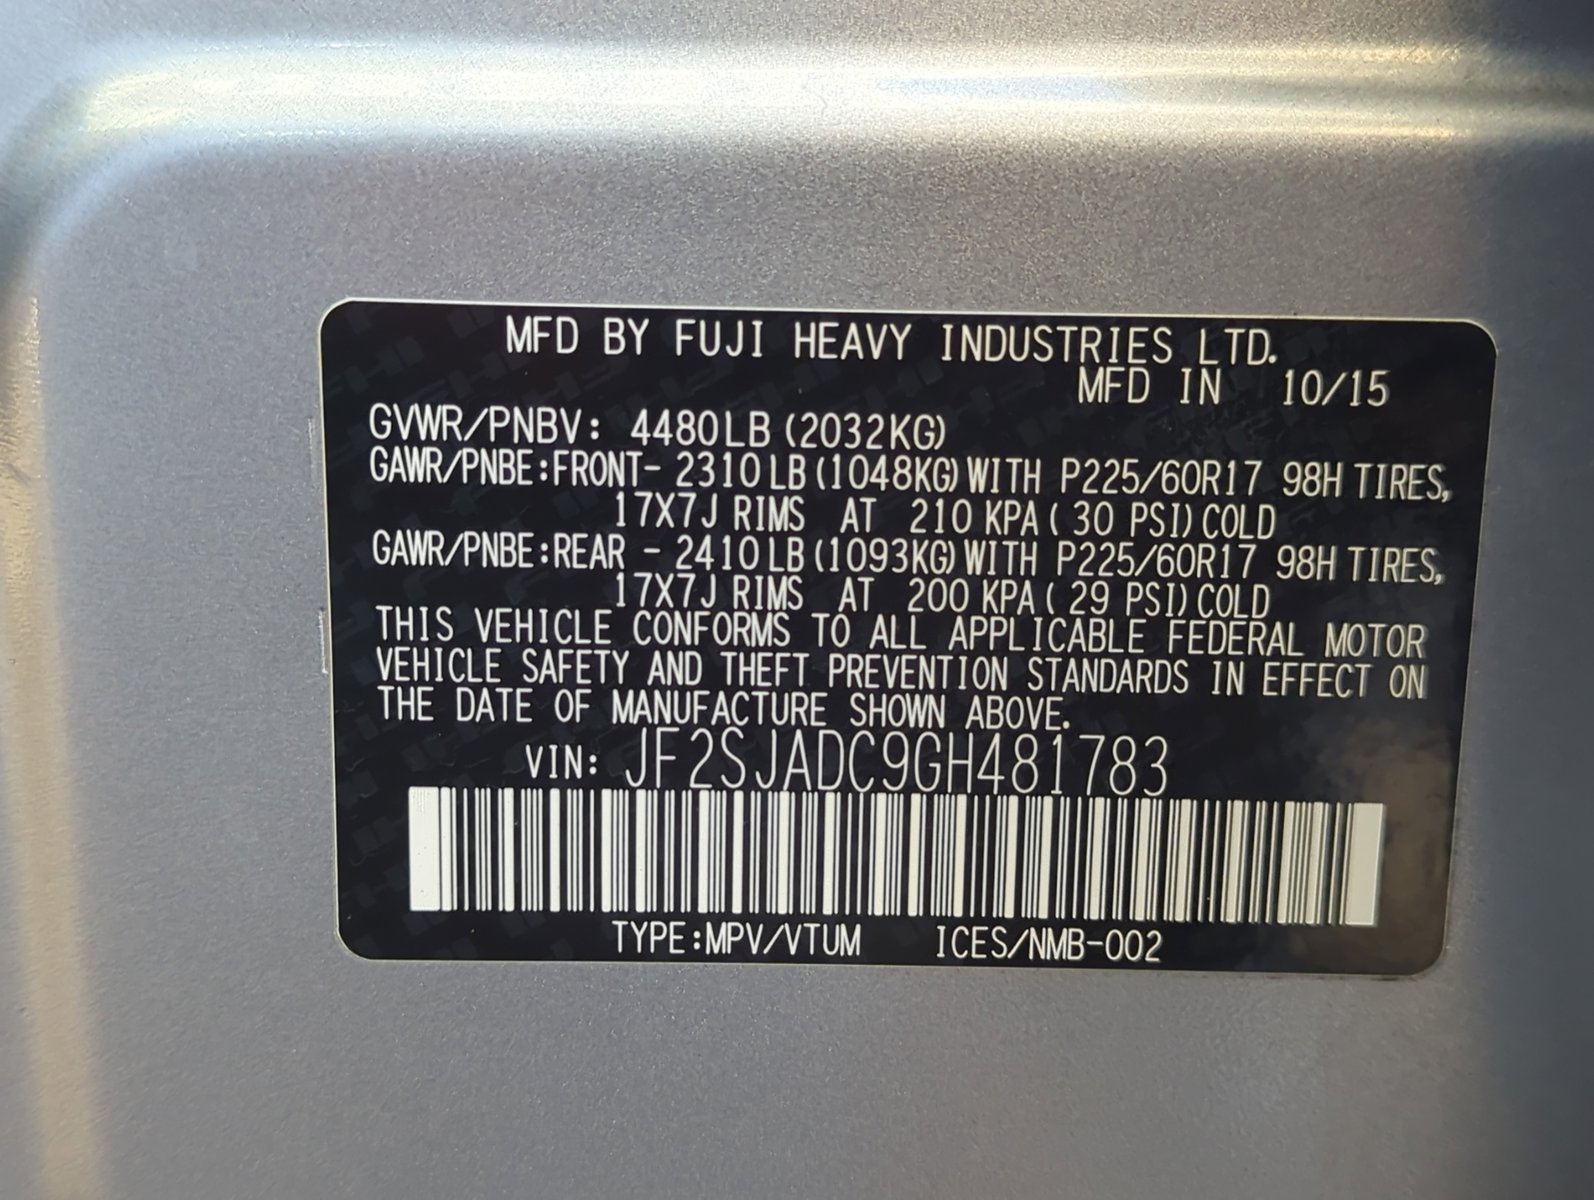 MFD BY FUJI HEAVY INDUSTRIES LTD.
MFD IN 10/15
GVWR/PNBV: 4480LB (2032KG)
GAWR/PNBE:FRONT- 2310 LB (1048KG) WITH P225/60R17 98H TIRES,
17X7J RIMS AT 210 KPA ( 30 PSI) COLD
GAWR/PNBE:REAR - 2410 LB (1093KG) WITH P225/60R17 98H TIRES,
17X7J RIMS AT 200 KPA ( 29 PSI) COLD
THIS VEHICLE CONFORMS TO ALL APPLICABLE FEDERAL MOTOR
VEHICLE SAFETY AND THEFT PREVENTION STANDARDS IN EFFECT ON
THE DATE OF MANUFACTURE SHOWN ABOVE.
VIN: JF2SJADC9GH481783
TYPE:MPV/VTUM ICES/NMB-002